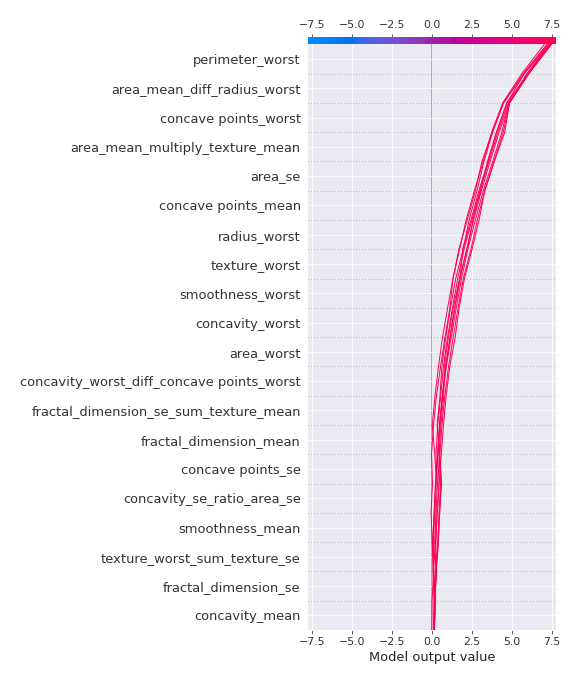 −7.5 −5.0 −2.5 0.0 2.5 5.0 7.5
perimeter_worst
area_mean_diff_radius_worst
concave points_worst
area_mean_multiply_texture_mean
area_se
concave points_mean
radius_worst
texture_worst
smoothness_worst
concavity_worst
area_worst
concavity_worst_diff_concave points_worst
fractal_dimension_se_sum_texture_mean
fractal_dimension_mean
concave points_se
concavity_se_ratio_area_se
smoothness_mean
texture_worst_sum_texture_se
fractal_dimension_se
concavity_mean
−7.5 −5.0 −2.5 0.0 2.5 5.0 7.5
Model output value